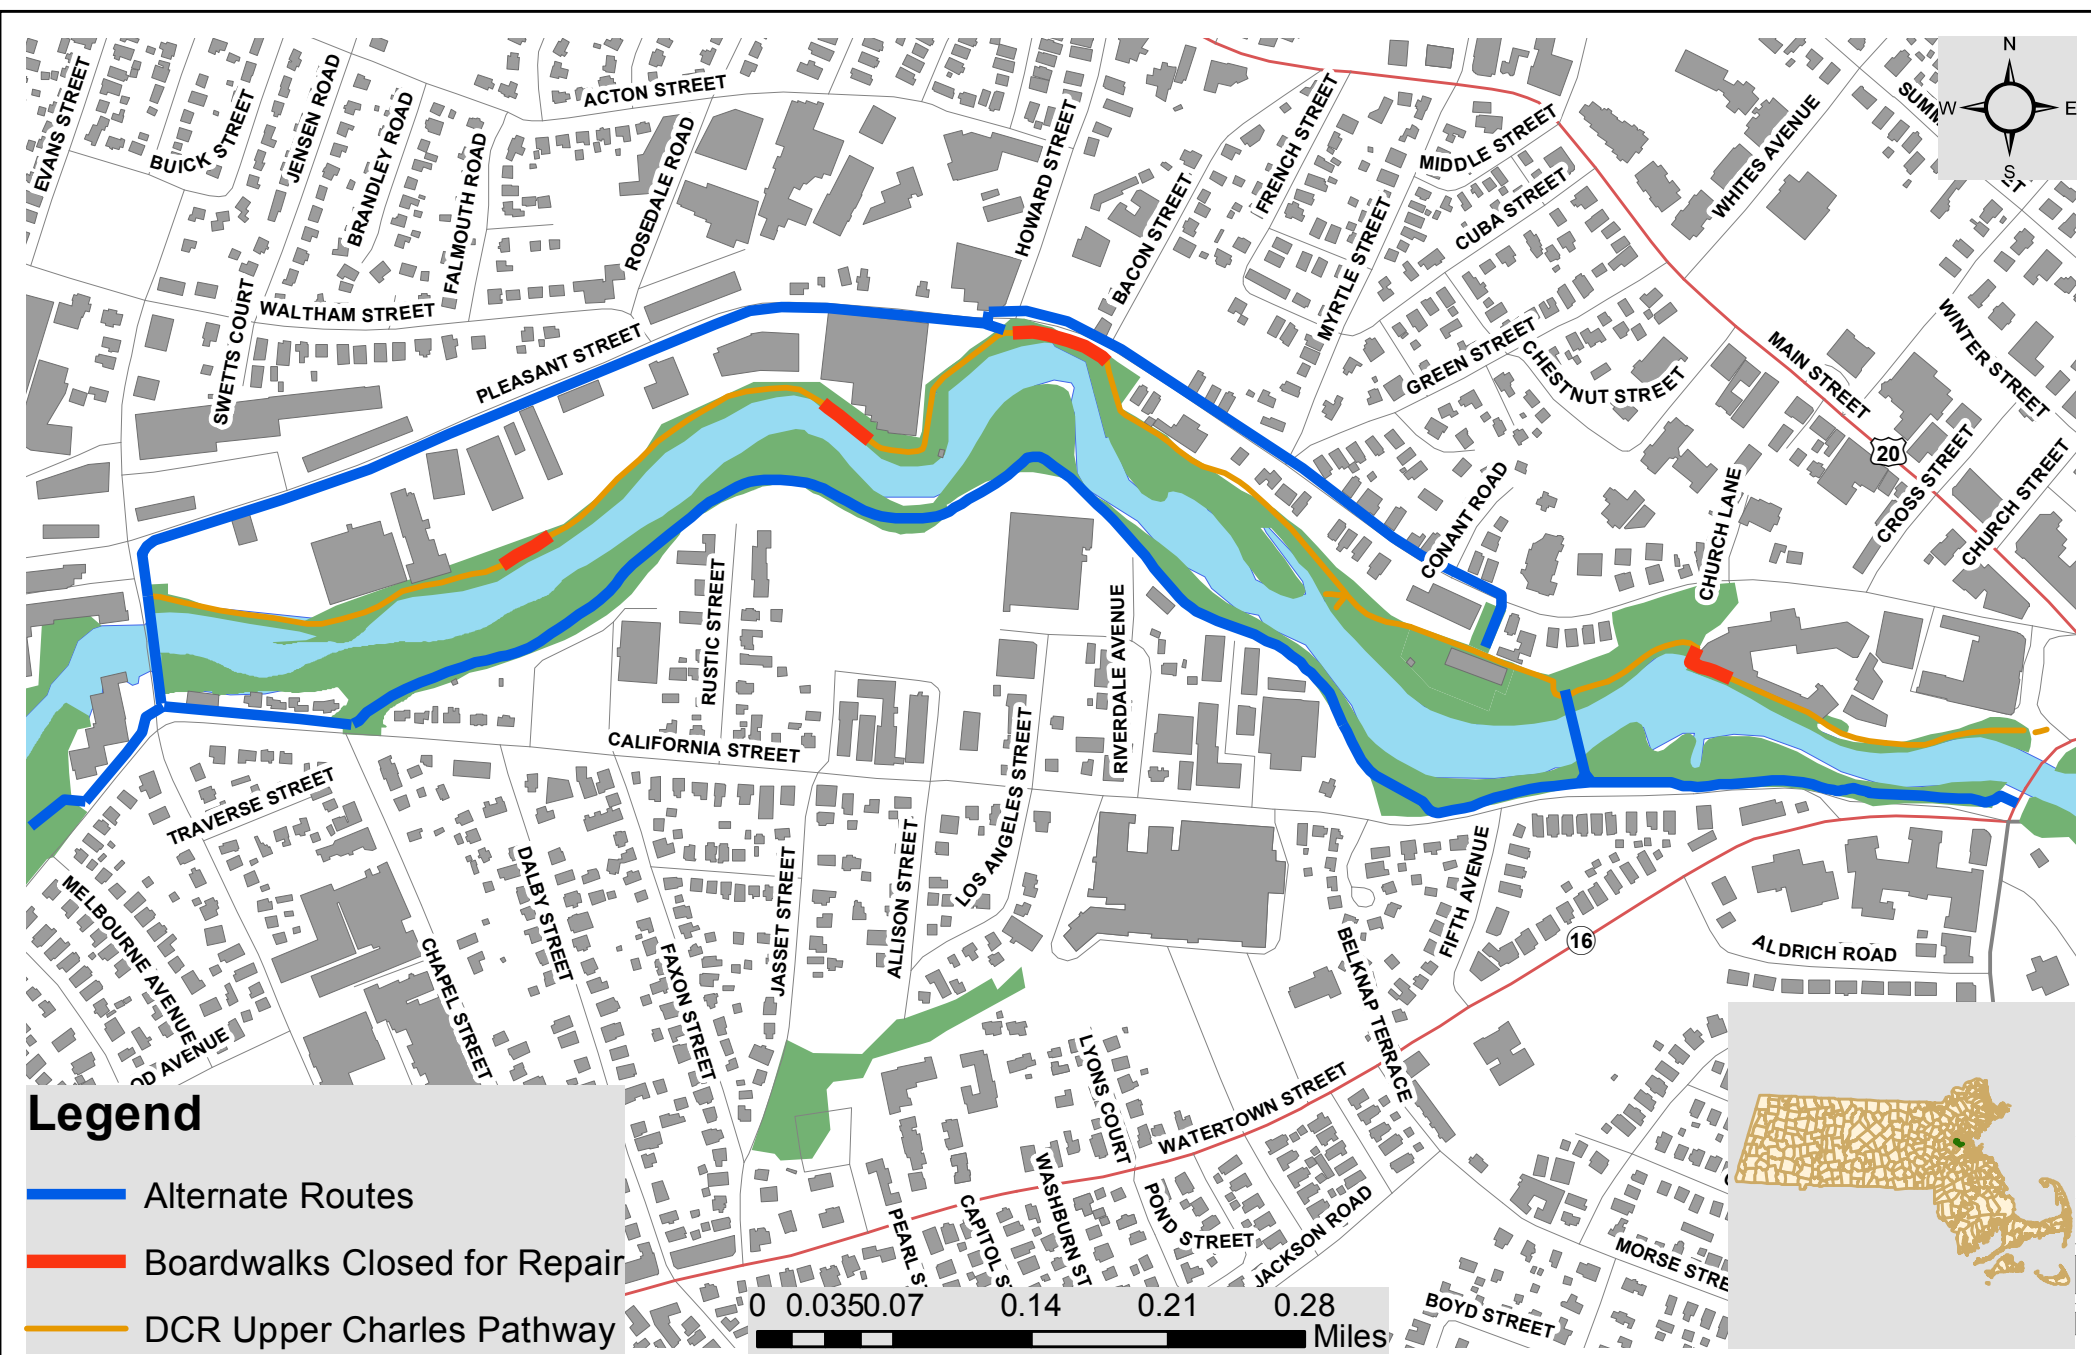 N
W
E
S
EVANS STREET
BUICK STREET
JENSEN ROAD
BRANDLEY ROAD
FALMOUTH ROAD
ACTON STREET
ROSEDALE ROAD
HOWARD STREET
BACON STREET
FRENCH STREET
MYRTLE STREET
MIDDLE STREET
CUBA STREET
WHITES AVENUE
SWETTS COURT
WALTHAM STREET
PLEASANT STREET
GREEN STREET
CHESTNUT STREET
MAIN STREET
WINTER STREET
20
CROSS STREET
CHURCH STREET
CONANT ROAD
CHURCH LANE
RUSTIC STREET
RIVERDALE AVENUE
CALIFORNIA STREET
LOS ANGELES STREET
TRAVERSE STREET
MELBOURNE AVENUE
OD AVENUE
CHAPEL STREET
DALBY STREET
FAXON STREET
JASSET STREET
ALLISON STREET
BELKNAP TERRACE
FIFTH AVENUE
16
ALDRICH ROAD
LYONS COURT
WATERTOWN STREET
WASHBURN ST
CAPITOL S
PEARL S
POND STREET
JACKSON ROAD
MORSE STRE
BOYD STREET
Legend
Alternate Routes
Boardwalks Closed for Repair
DCR Upper Charles Pathway
0 0.035 0.07 0.14 0.21 0.28
Miles